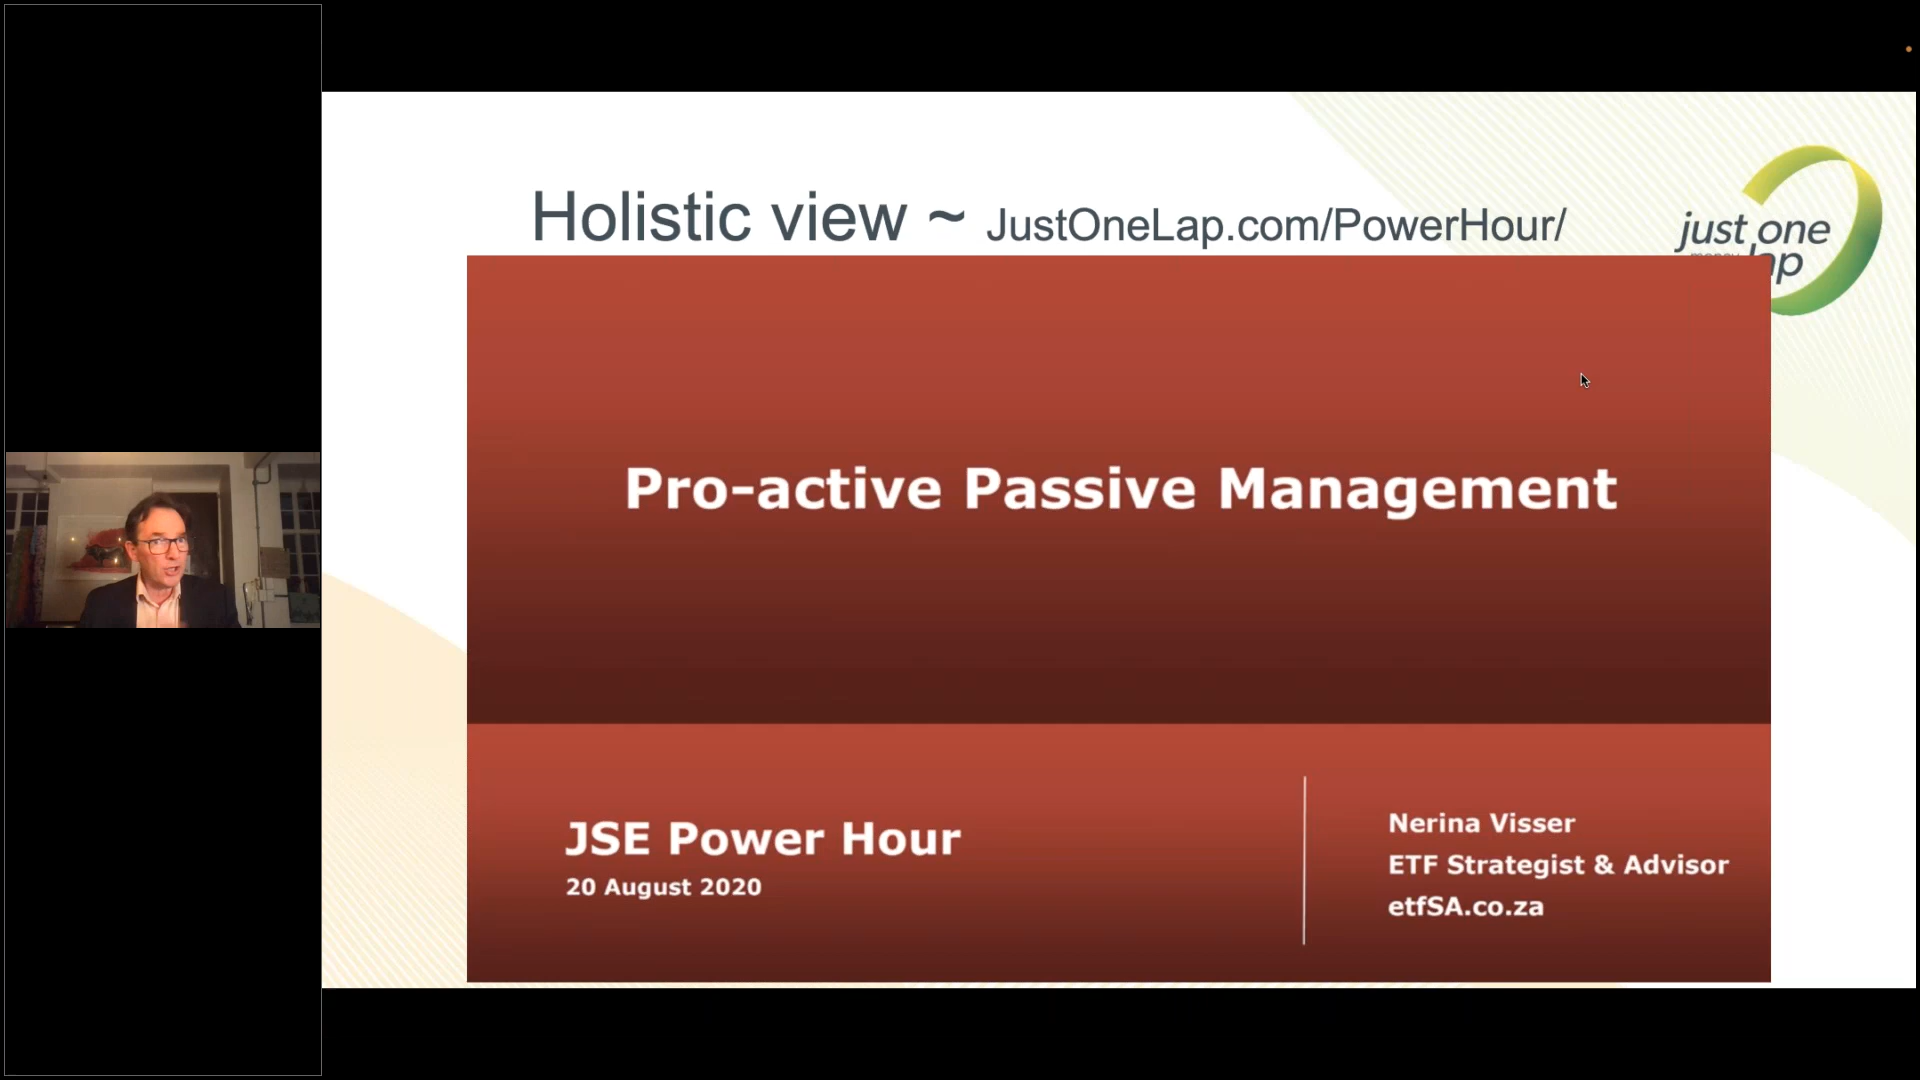 Holistic view ~ JustOneLap.com/PowerHour/
just one
Pro-active Passive Management
JSE Power Hour
20 August 2020
Nerina Visser
ETF Strategist & Advisor
etfSA.co.za